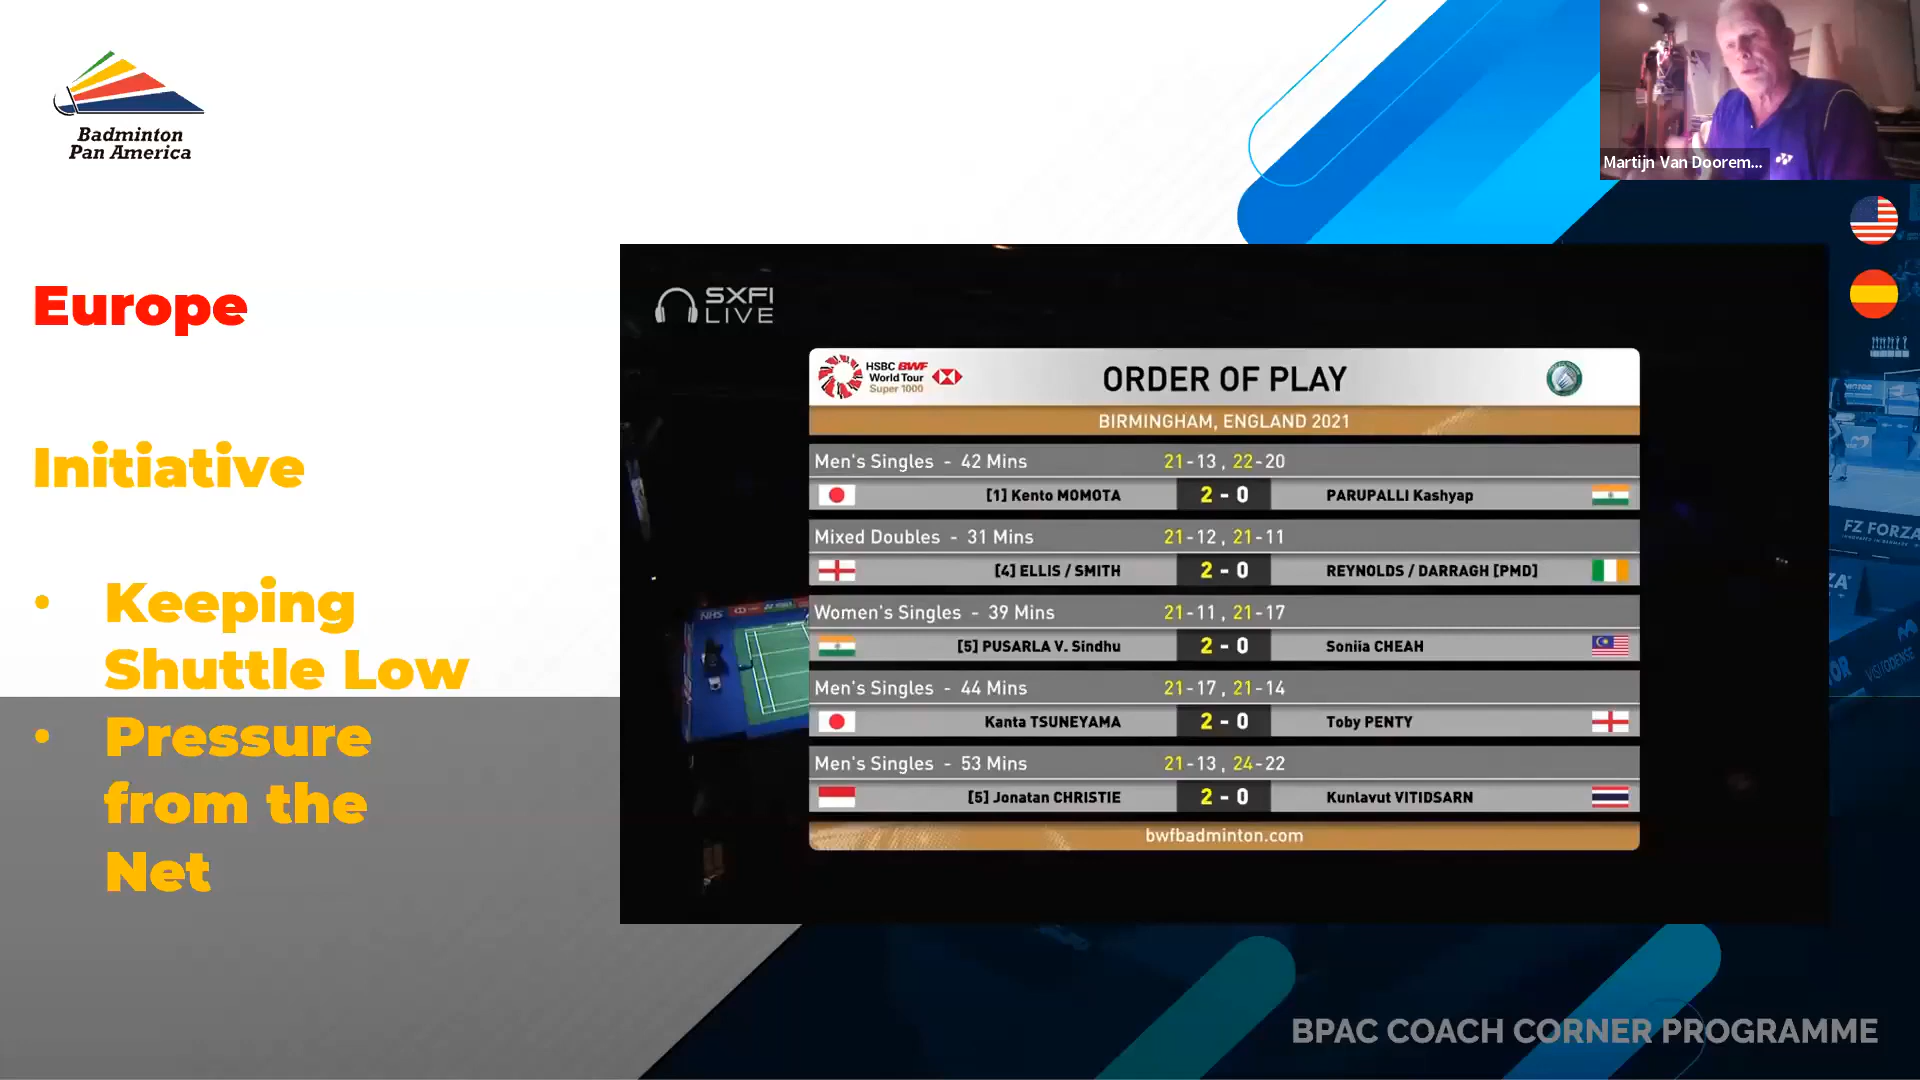 Badminton
Pan America
Martijn Van Doorem...
Europe
Initiative
• Keeping
Shuttle Low
• Pressure
from the
Net
SXFI
LIVE
HSBC BWF
World Tour
Super 1000
ORDER OF PLAY
BIRMINGHAM, ENGLAND 2021
Men's Singles - 42 Mins 21-13 , 22-20
[1] Kento MOMOTA 2 - 0 PARUPALLI Kashyap
Mixed Doubles - 31 Mins 21-12 , 21-11
[4] ELLIS / SMITH 2 - 0 REYNOLDS / DARRAGH [PMD]
Women's Singles - 39 Mins 21-11 , 21-17
[5] PUSARLA V. Sindhu 2 - 0 Soniia CHEAH
Men's Singles - 44 Mins 21-17 , 21-14
Kanta TSUNEYAMA 2 - 0 Toby PENTY
Men's Singles - 53 Mins 21-13 , 24-22
[5] Jonatan CHRISTIE 2 - 0 Kunlavut VITIDSARN
bwfbadminton.com
NHS
FZ FORZA
BPAC COACH CORNER PROGRAMME